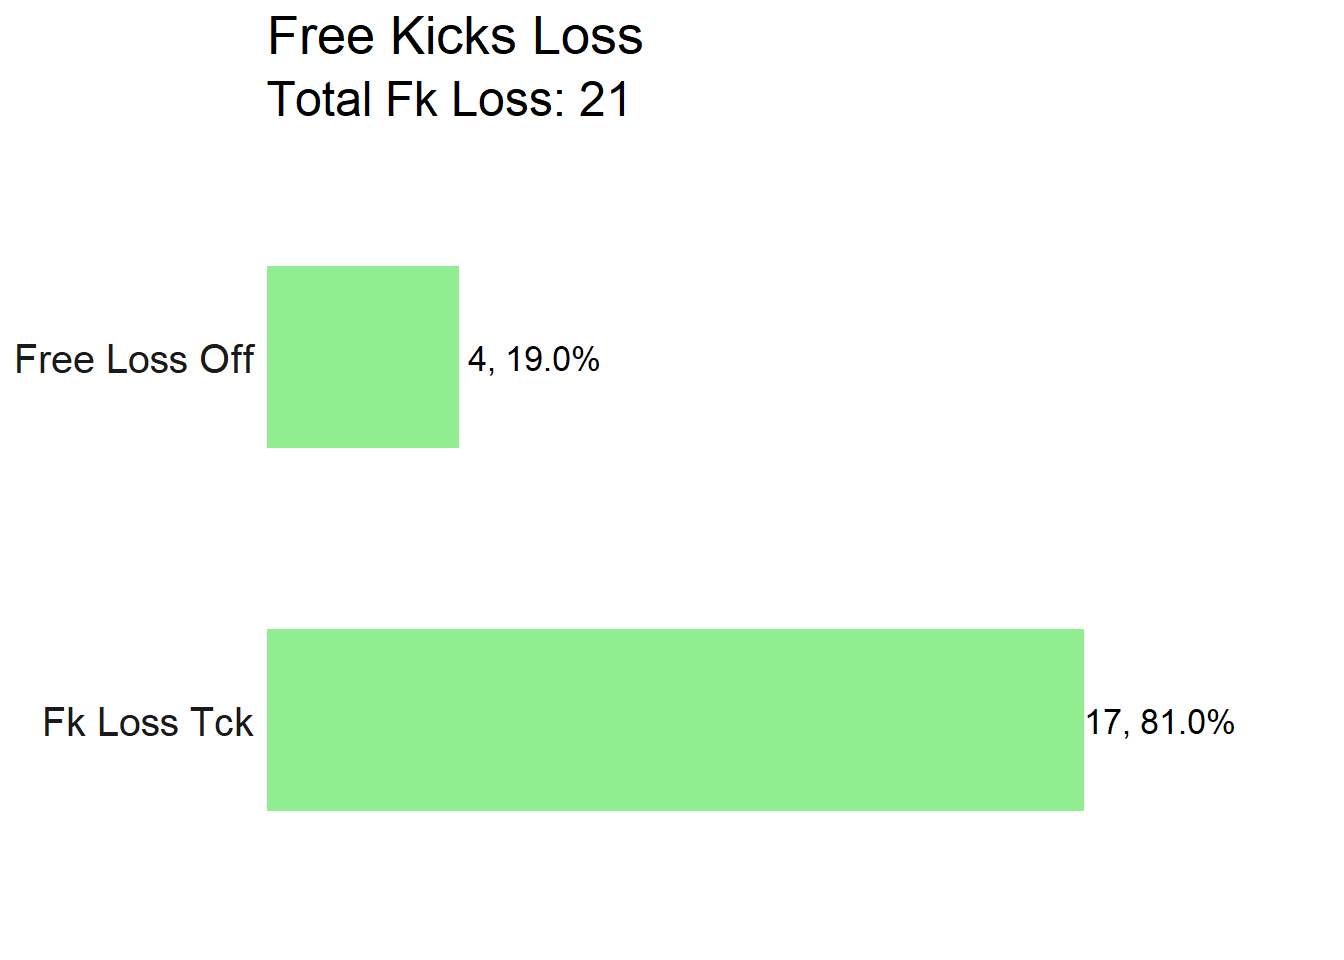 Free Kicks Loss
Total Fk Loss: 21
Free Loss Off
4, 19.0%
Fk Loss Tck
17, 81.0%